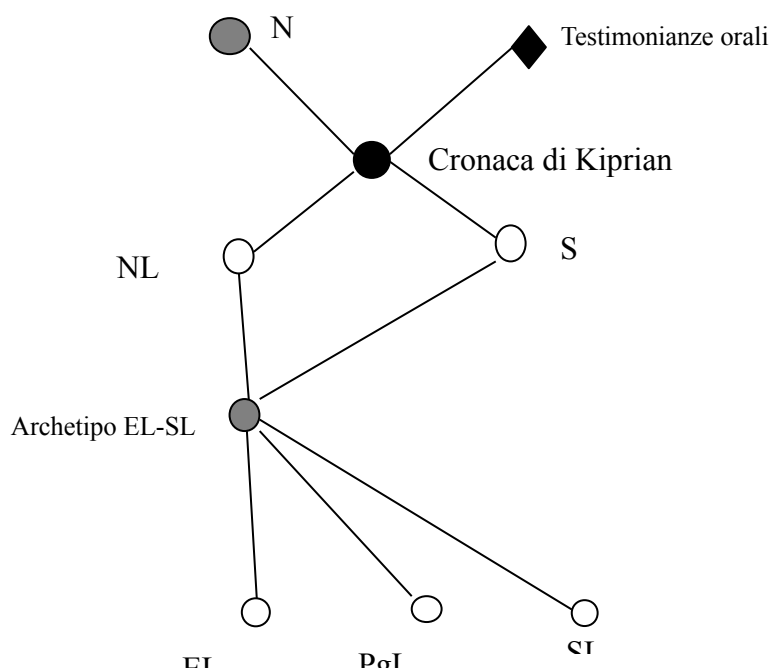 N
Testimonianze orali
Cronaca di Kiprian
NL
S
Archetipo EL-SL
EL
PgL
SL